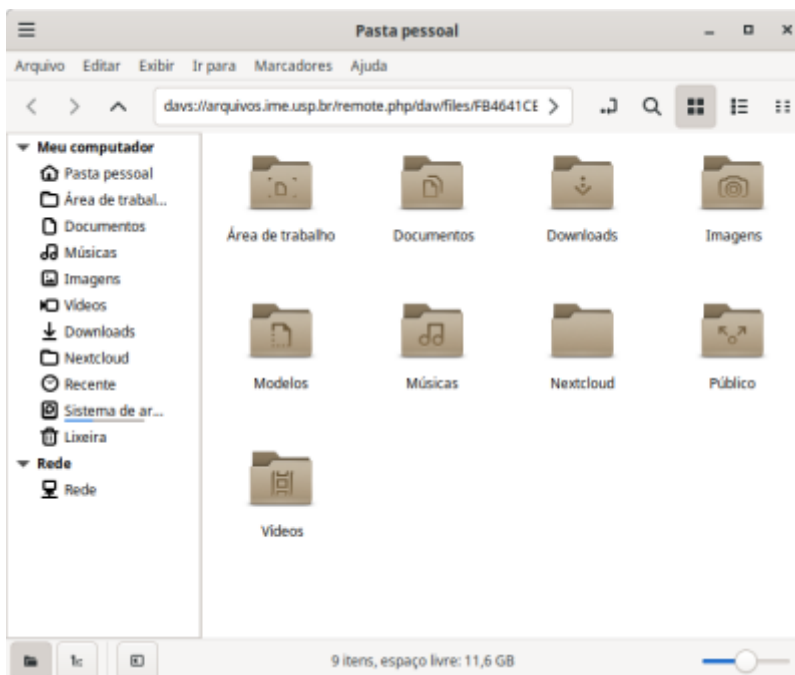 Pasta pessoal
Arquivo Editar Exibir Ir para Marcadores Ajuda
davs://arquivos.ime.usp.br/remote.php/dav/files/FB4641CE
Meu computador
Pasta pessoal
Área de trabal...
Documentos
Músicas
Imagens
Vídeos
Downloads
Nextcloud
Recente
Sistema de ar...
Lixeira
Rede
Rede
Área de trabalho Documentos Downloads Imagens
Modelos Músicas Nextcloud Público
Vídeos
9 itens, espaço livre: 11,6 GB